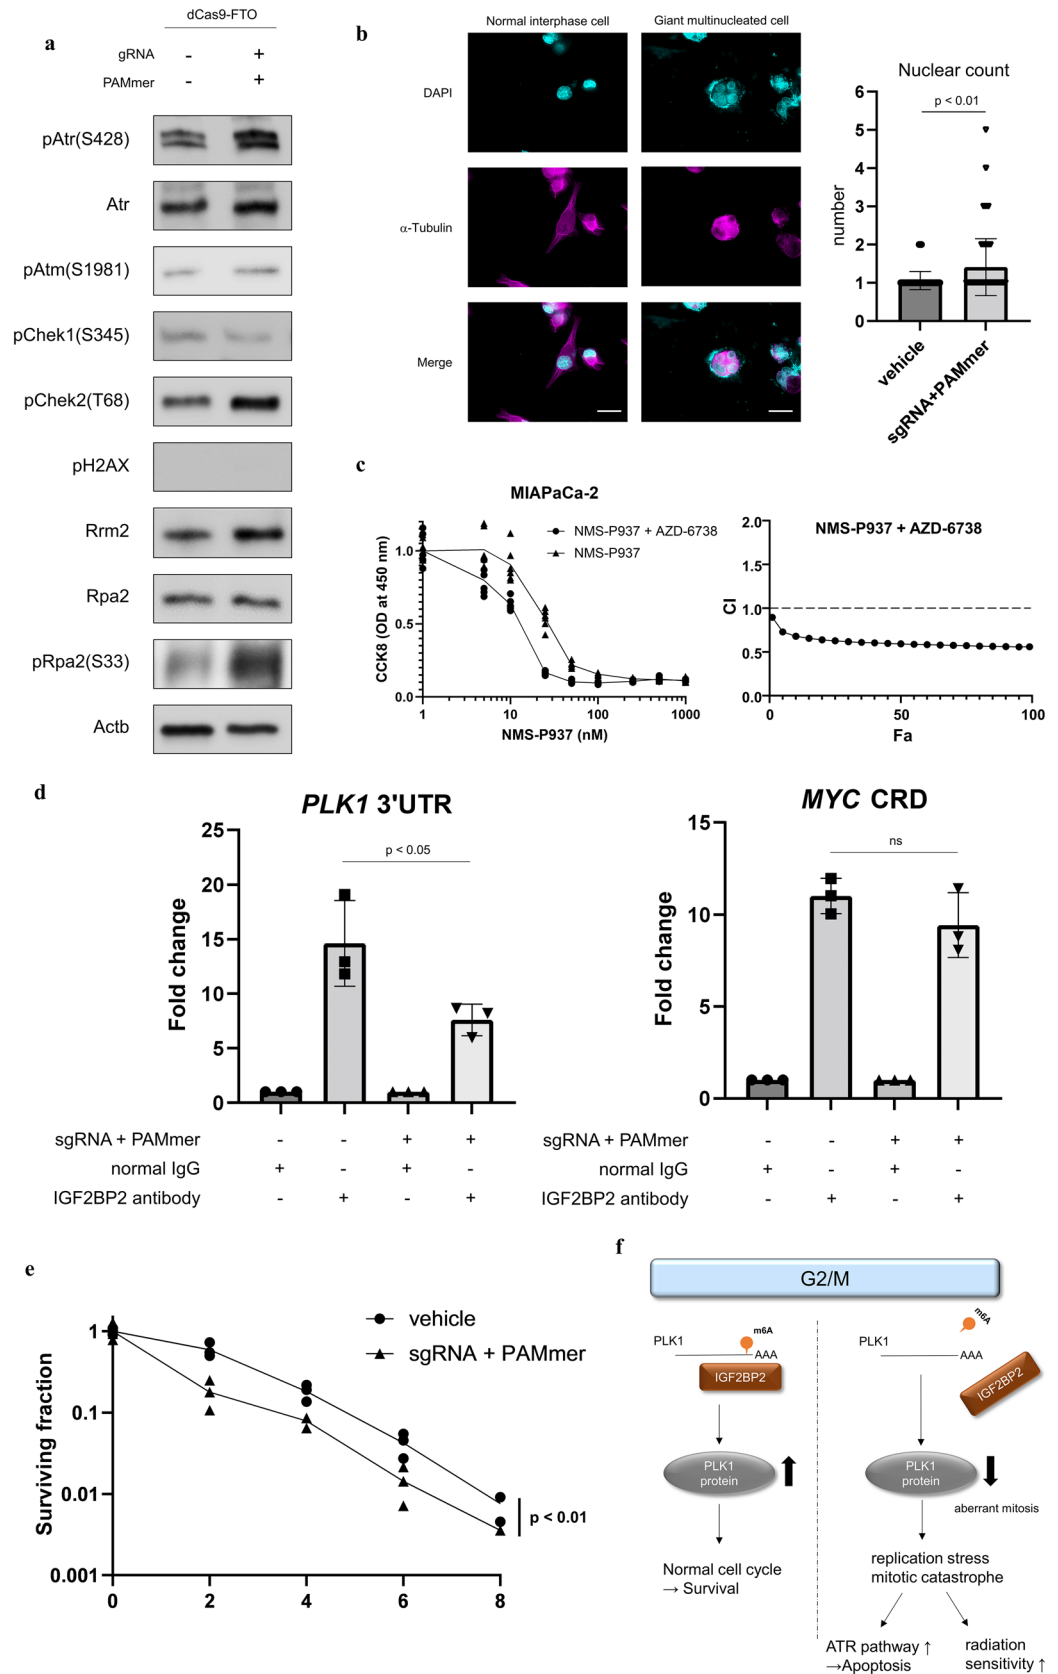 a
dCas9-FTO
gRNA - +
PAMmer - +
pAtr(S428)
Atr
pAtm(S1981)
pChek1(S345)
pChek2(T68)
pH2AX
Rrm2
Rpa2
pRpa2(S33)
Actb
b
Normal interphase cell
Giant multinucleated cell
DAPI
α-Tubulin
Merge
Nuclear count
p < 0.01
number
6
5
4
3
2
1
0
vehicle
sgRNA+PAMmer
c
MIAPaCa-2
NMS-P937 + AZD-6738
NMS-P937
CCK8 (OD at 450 nm)
1.0
0.5
0.0
1 10 100 1000
NMS-P937 (nM)
NMS-P937 + AZD-6738
CI
2.0
1.5
1.0
0.5
0
0 50 100
Fa
d
PLK1 3'UTR
p < 0.05
Fold change
25
20
15
10
5
0
sgRNA + PAMmer - - + +
normal IgG + - + -
IGF2BP2 antibody - + - +
MYC CRD
ns
Fold change
15
10
5
0
sgRNA + PAMmer - - + +
normal IgG + - + -
IGF2BP2 antibody - + - +
e
vehicle
sgRNA + PAMmer
Surviving fraction
1
0.1
0.01
0.001
0 2 4 6 8
p < 0.01
f
G2/M
PLK1
m6A
AAA
IGF2BP2
PLK1
protein
Normal cell cycle
→ Survival
PLK1
m6A
AAA
IGF2BP2
PLK1
protein
aberrant mitosis
replication stress
mitotic catastrophe
ATR pathway ↑
→Apoptosis
radiation
sensitivity ↑